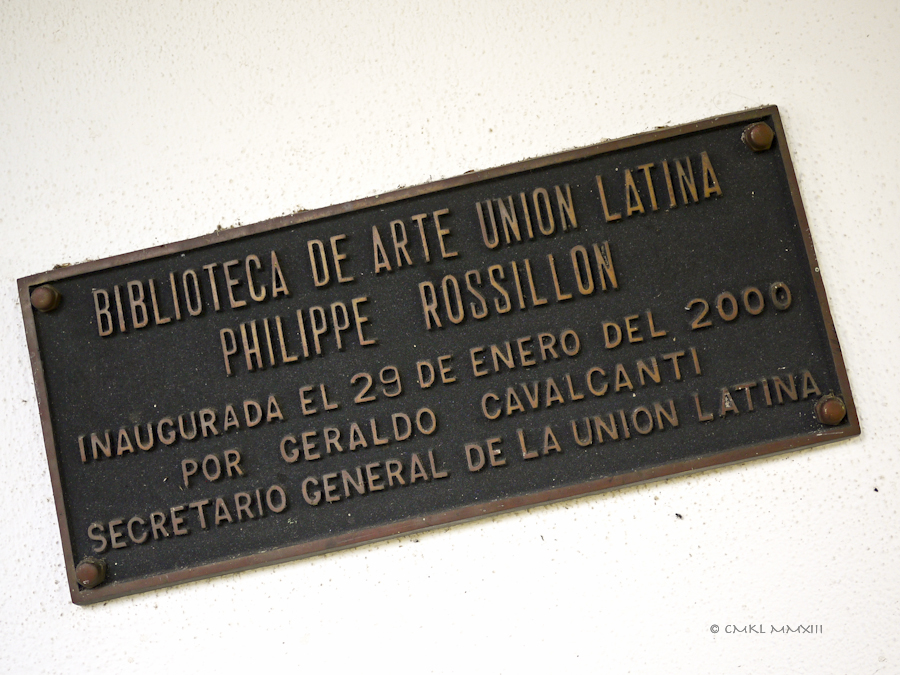 BIBLIOTECA DE ARTE UNION LATINA
PHILIPPE ROSSILLON
INAUGURADA EL 29 DE ENERO DEL 2000
POR GERALDO CAVALCANTI
SECRETARIO GENERAL DE LA UNION LATINA
© CMKL MMXIII